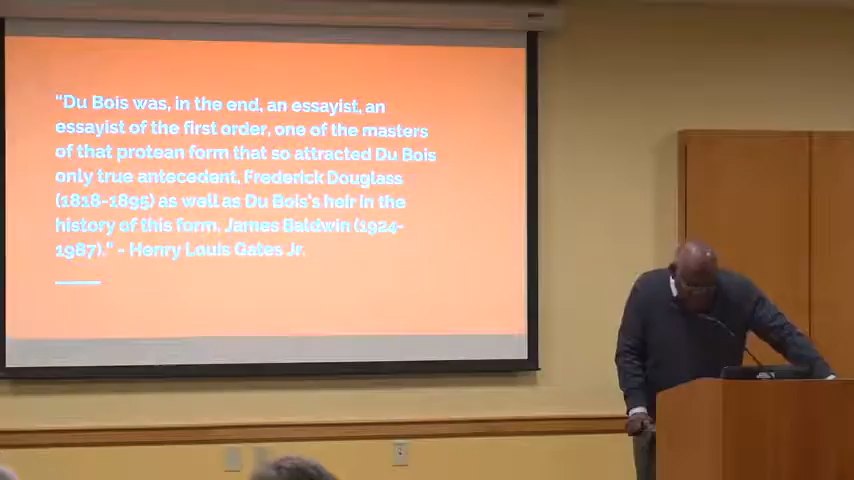 "Du Bois was, in the end, an essayist, an
essayist of the first order, one of the masters
of that protean form that so attracted Du Bois
only true antecedent, Frederick Douglass
(1818-1895) as well as Du Bois's heir in the
history of this form, James Baldwin (1924-
1987)." - Henry Louis Gates Jr.